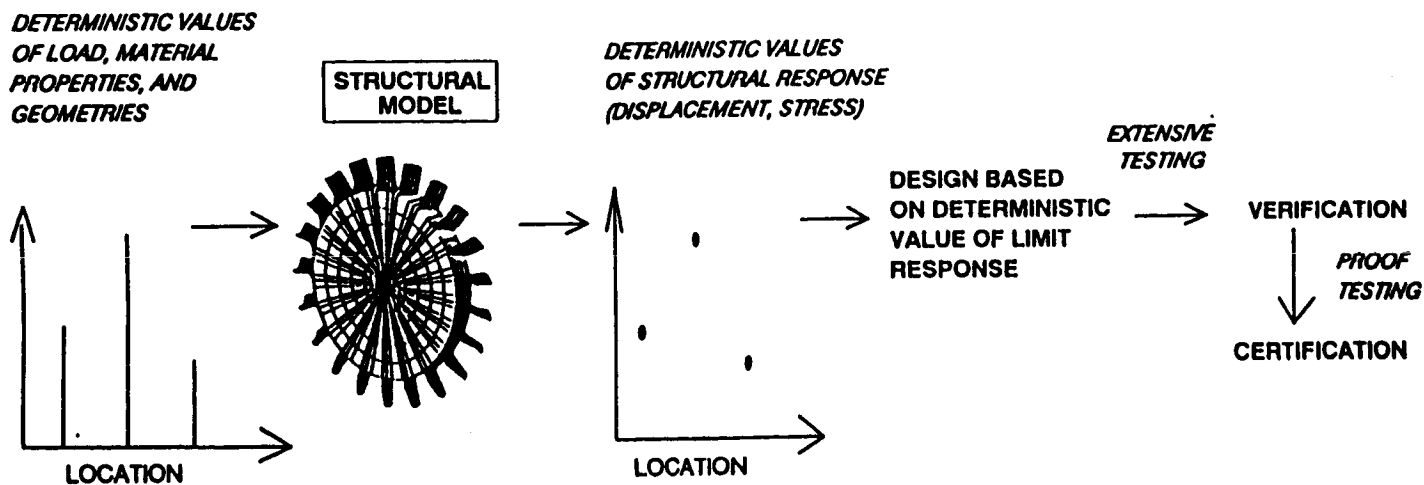 DETERMINISTIC VALUES
OF LOAD, MATERIAL
PROPERTIES, AND
GEOMETRIES
LOCATION
STRUCTURAL
MODEL
DETERMINISTIC VALUES
OF STRUCTURAL RESPONSE
(DISPLACEMENT, STRESS)
LOCATION
DESIGN BASED
ON DETERMINISTIC
VALUE OF LIMIT
RESPONSE
EXTENSIVE
TESTING
VERIFICATION
PROOF
TESTING
CERTIFICATION